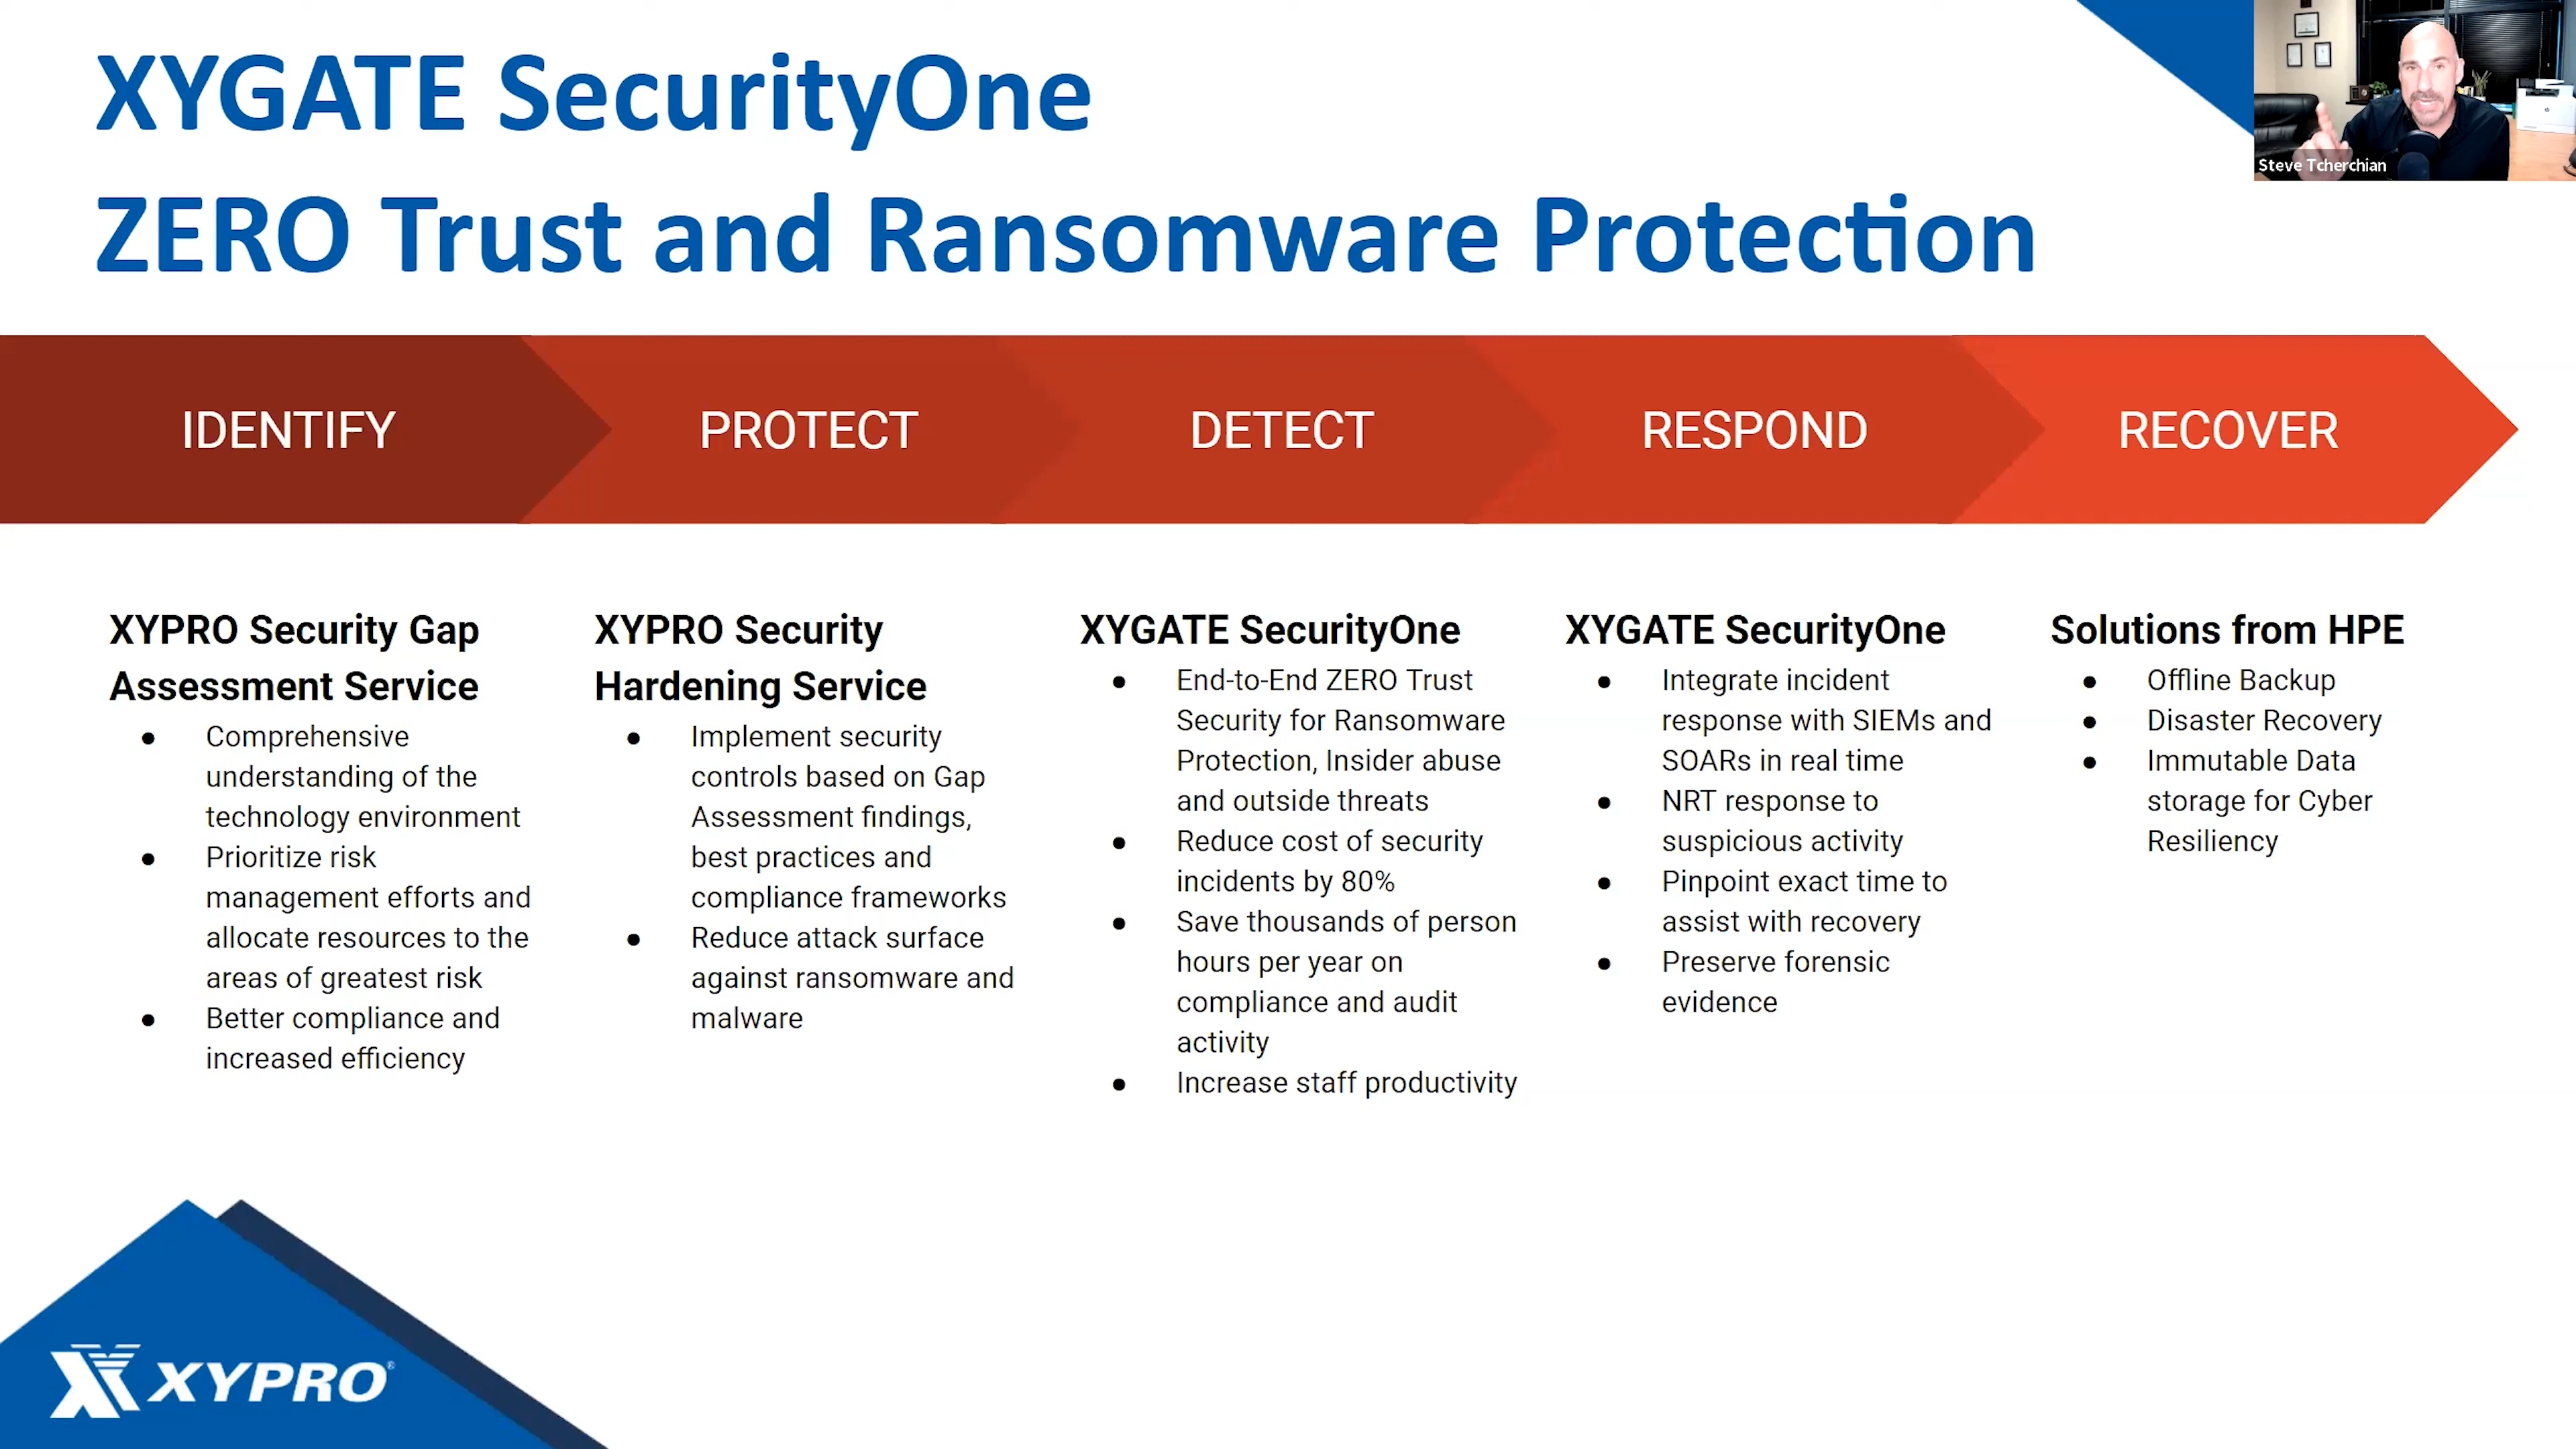 XYGATE SecurityOne
ZERO Trust and Ransomware Protection
Steve Tcherchian
IDENTIFY
PROTECT
DETECT
RESPOND
RECOVER
XYPRO Security Gap
Assessment Service
● Comprehensive
understanding of the
technology environment
● Prioritize risk
management efforts and
allocate resources to the
areas of greatest risk
● Better compliance and
increased efficiency
XYPRO Security
Hardening Service
● Implement security
controls based on Gap
Assessment findings,
best practices and
compliance frameworks
● Reduce attack surface
against ransomware and
malware
XYGATE SecurityOne
● End-to-End ZERO Trust
Security for Ransomware
Protection, Insider abuse
and outside threats
● Reduce cost of security
incidents by 80%
● Save thousands of person
hours per year on
compliance and audit
activity
● Increase staff productivity
XYGATE SecurityOne
● Integrate incident
response with SIEMs and
SOARs in real time
● NRT response to
suspicious activity
● Pinpoint exact time to
assist with recovery
● Preserve forensic
evidence
Solutions from HPE
● Offline Backup
● Disaster Recovery
● Immutable Data
storage for Cyber
Resiliency
XYPRO®